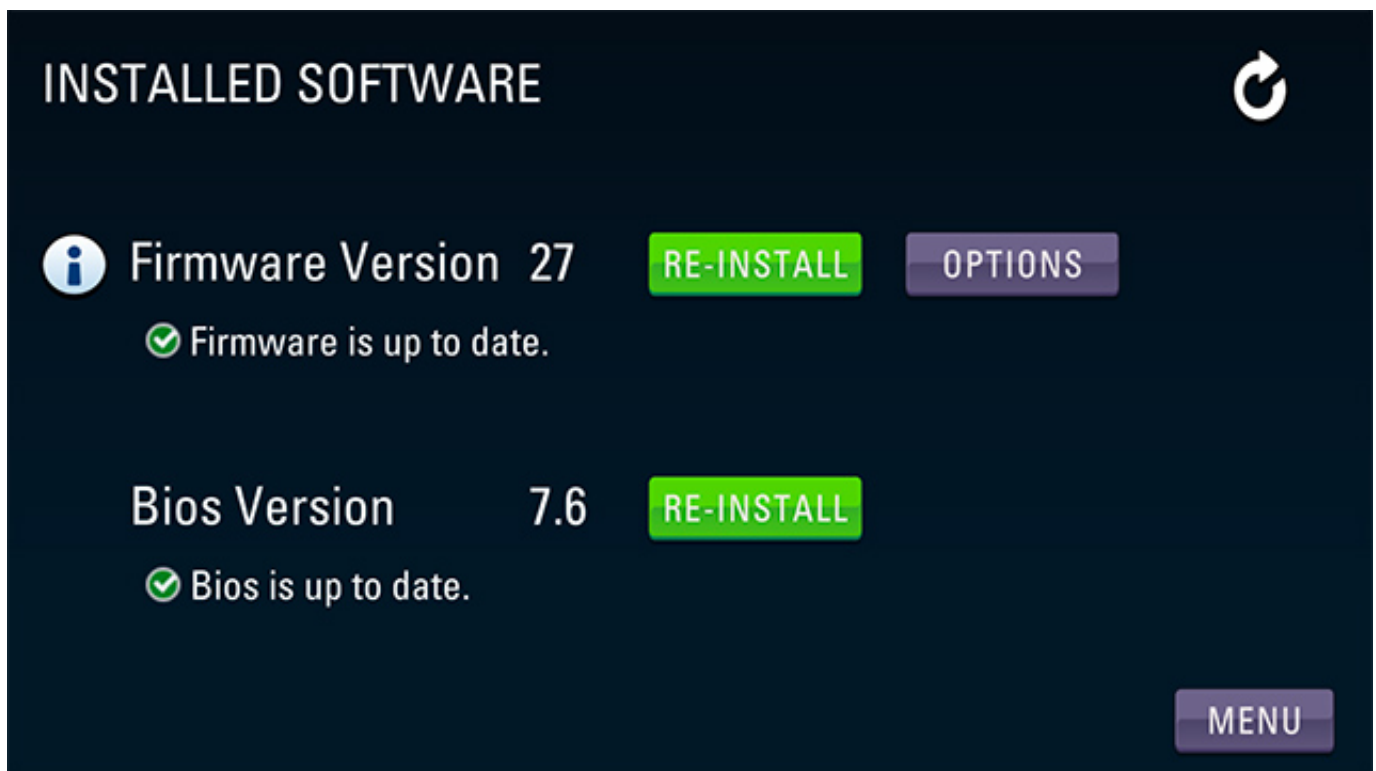 INSTALLED SOFTWARE
Firmware Version 27 RE-INSTALL OPTIONS
Firmware is up to date.
Bios Version 7.6 RE-INSTALL
Bios is up to date.
MENU